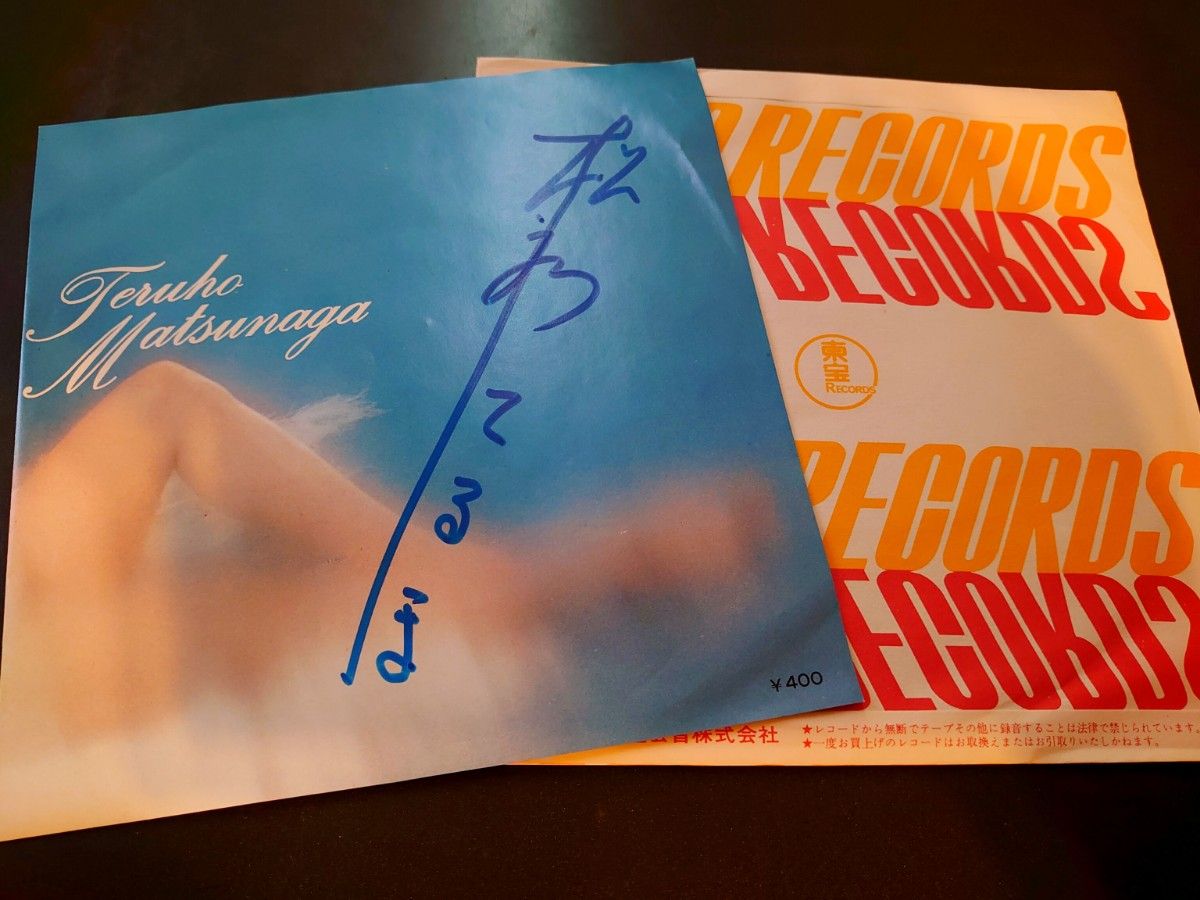 Teruho
Matsunaga
松永てるほ
¥400
RECORDS
RECORDS
東宝
RECORDS
RECORDS
RECORDS
音株式会社
★レコードから無断でテープその他に録音することは法律で禁じられています。
★一度お買上げのレコードはお取換えまたはお引取りいたしかねます。